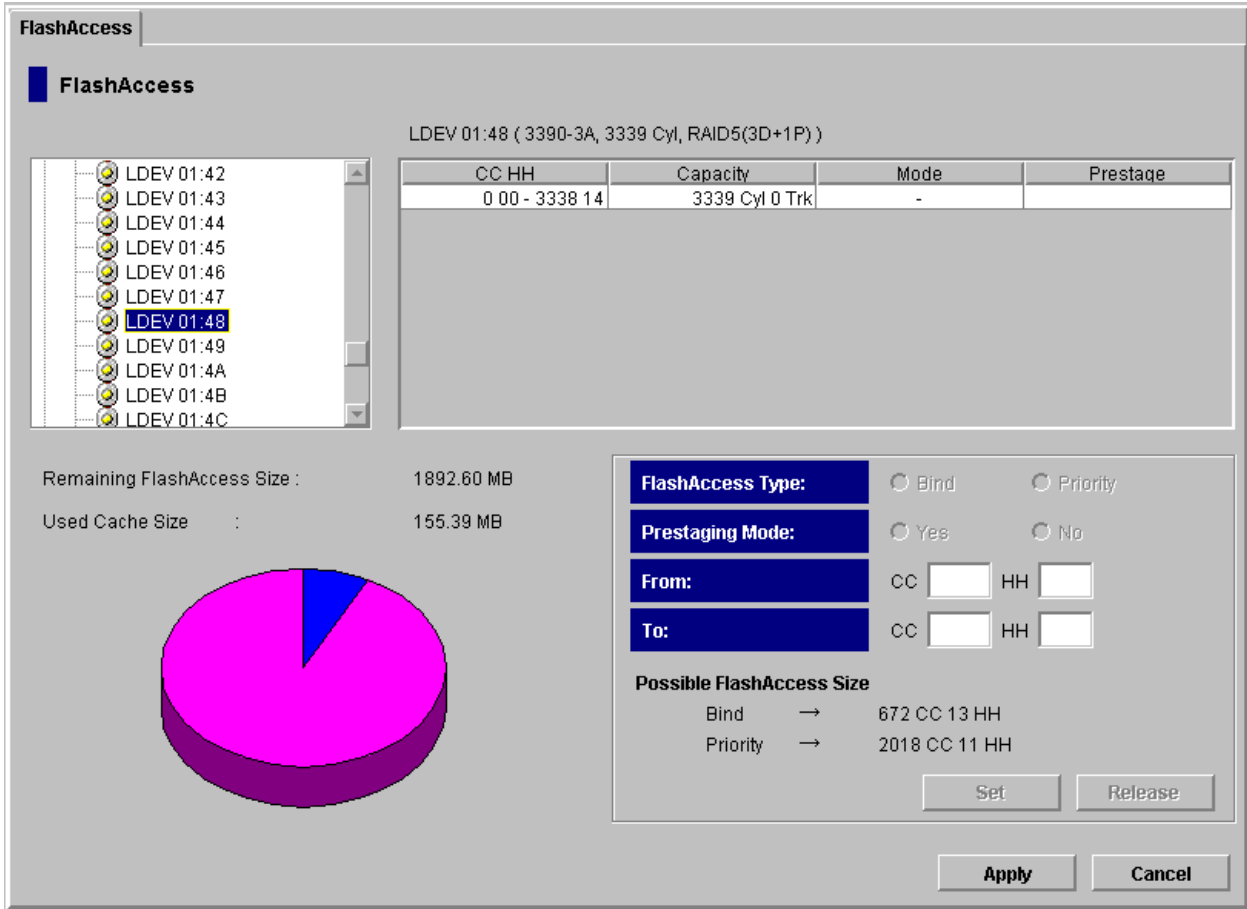 FlashAccess
FlashAccess
LDEV 01:48 ( 3390-3A, 3339 Cyl, RAID5(3D+1P) )
LDEV 01:42
LDEV 01:43
LDEV 01:44
LDEV 01:45
LDEV 01:46
LDEV 01:47
LDEV 01:48
LDEV 01:49
LDEV 01:4A
LDEV 01:4B
LDEV 01:4C
CC HH Capacity Mode Prestage
0 00 - 3338 14 3339 Cyl 0 Trk -
Remaining FlashAccess Size : 1892.60 MB
Used Cache Size : 155.39 MB
FlashAccess Type: Bind Priority
Prestaging Mode: Yes No
From: CC HH
To: CC HH
Possible FlashAccess Size
Bind → 672 CC 13 HH
Priority → 2018 CC 11 HH
Set Release
Apply Cancel